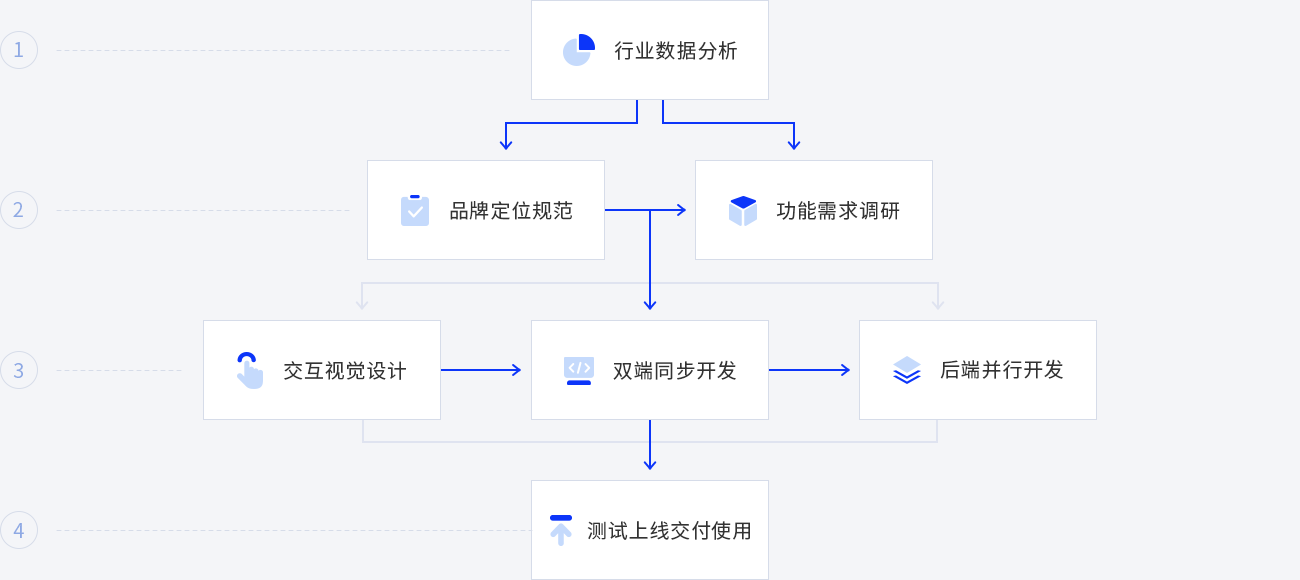 1
行业数据分析
2
品牌定位规范
功能需求调研
3
交互视觉设计
双端同步开发
后端并行开发
4
测试上线交付使用